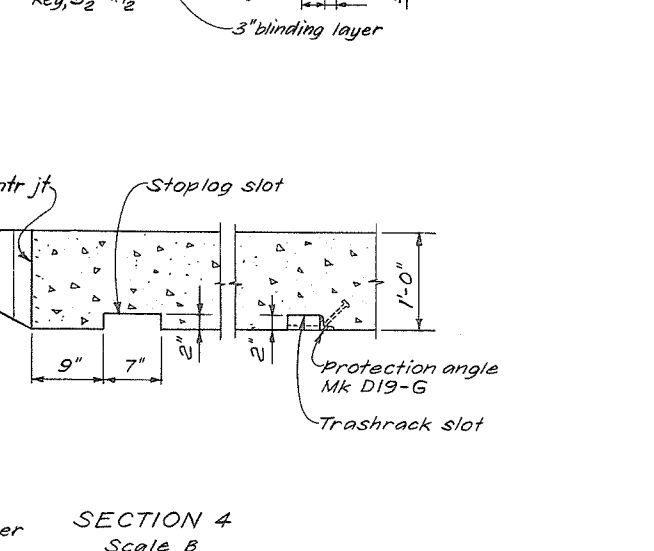 3" blinding layer
ntr jt
Stoplog slot
1'-0"
9"
7"
2"
2"
Protection angle
Mk D19-G
Trashrack slot
er
SECTION 4
Scale B